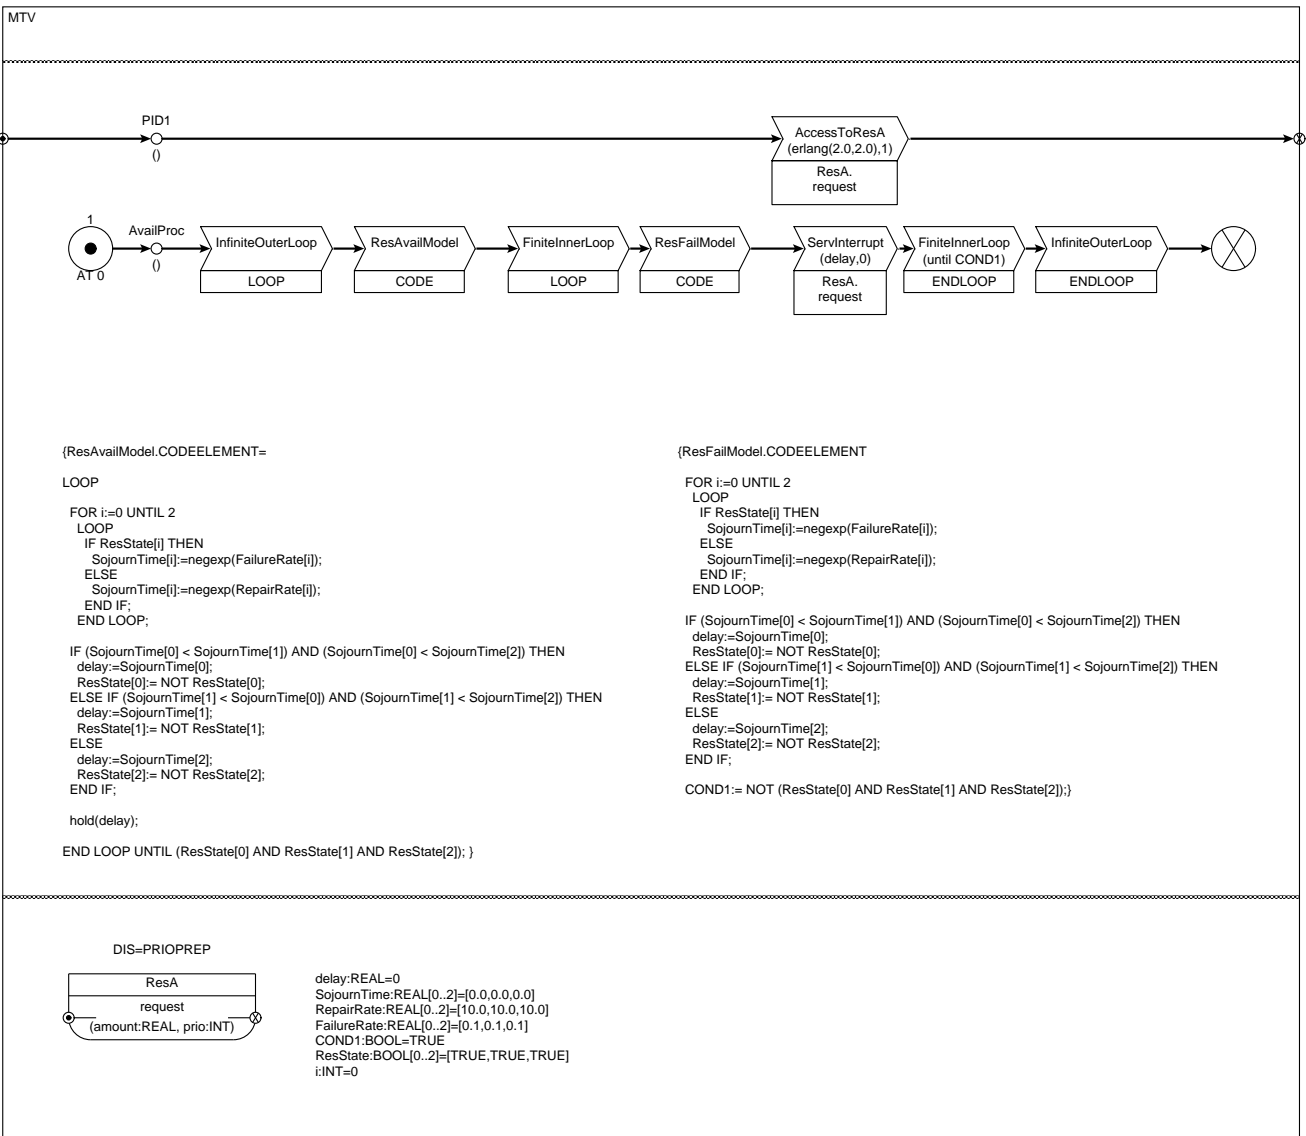 MTV
PID1
()
AccessToResA
(erlang(2.0,2.0),1)
ResA.
request
1
AT 0
AvailProc
()
InfiniteOuterLoop
LOOP
ResAvailModel
CODE
FiniteInnerLoop
LOOP
ResFailModel
CODE
ServInterrupt
(delay,0)
ResA.
request
FiniteInnerLoop
(until COND1)
ENDLOOP
InfiniteOuterLoop
ENDLOOP
{ResAvailModel.CODEELEMENT=
LOOP
FOR i:=0 UNTIL 2
LOOP
IF ResState[i] THEN
SojournTime[i]:=negexp(FailureRate[i]);
ELSE
SojournTime[i]:=negexp(RepairRate[i]);
END IF;
END LOOP;
IF (SojournTime[0] < SojournTime[1]) AND (SojournTime[0] < SojournTime[2]) THEN
delay:=SojournTime[0];
ResState[0]:= NOT ResState[0];
ELSE IF (SojournTime[1] < SojournTime[0]) AND (SojournTime[1] < SojournTime[2]) THEN
delay:=SojournTime[1];
ResState[1]:= NOT ResState[1];
ELSE
delay:=SojournTime[2];
ResState[2]:= NOT ResState[2];
END IF;
hold(delay);
END LOOP UNTIL (ResState[0] AND ResState[1] AND ResState[2]); }
{ResFailModel.CODEELEMENT
FOR i:=0 UNTIL 2
LOOP
IF ResState[i] THEN
SojournTime[i]:=negexp(FailureRate[i]);
ELSE
SojournTime[i]:=negexp(RepairRate[i]);
END IF;
END LOOP;
IF (SojournTime[0] < SojournTime[1]) AND (SojournTime[0] < SojournTime[2]) THEN
delay:=SojournTime[0];
ResState[0]:= NOT ResState[0];
ELSE IF (SojournTime[1] < SojournTime[0]) AND (SojournTime[1] < SojournTime[2]) THEN
delay:=SojournTime[1];
ResState[1]:= NOT ResState[1];
ELSE
delay:=SojournTime[2];
ResState[2]:= NOT ResState[2];
END IF;
COND1:= NOT (ResState[0] AND ResState[1] AND ResState[2]);}
DIS=PRIOPREP
ResA
request
(amount:REAL, prio:INT)
delay:REAL=0
SojournTime:REAL[0..2]=[0.0,0.0,0.0]
RepairRate:REAL[0..2]=[10.0,10.0,10.0]
FailureRate:REAL[0..2]=[0.1,0.1,0.1]
COND1:BOOL=TRUE
ResState:BOOL[0..2]=[TRUE,TRUE,TRUE]
i:INT=0